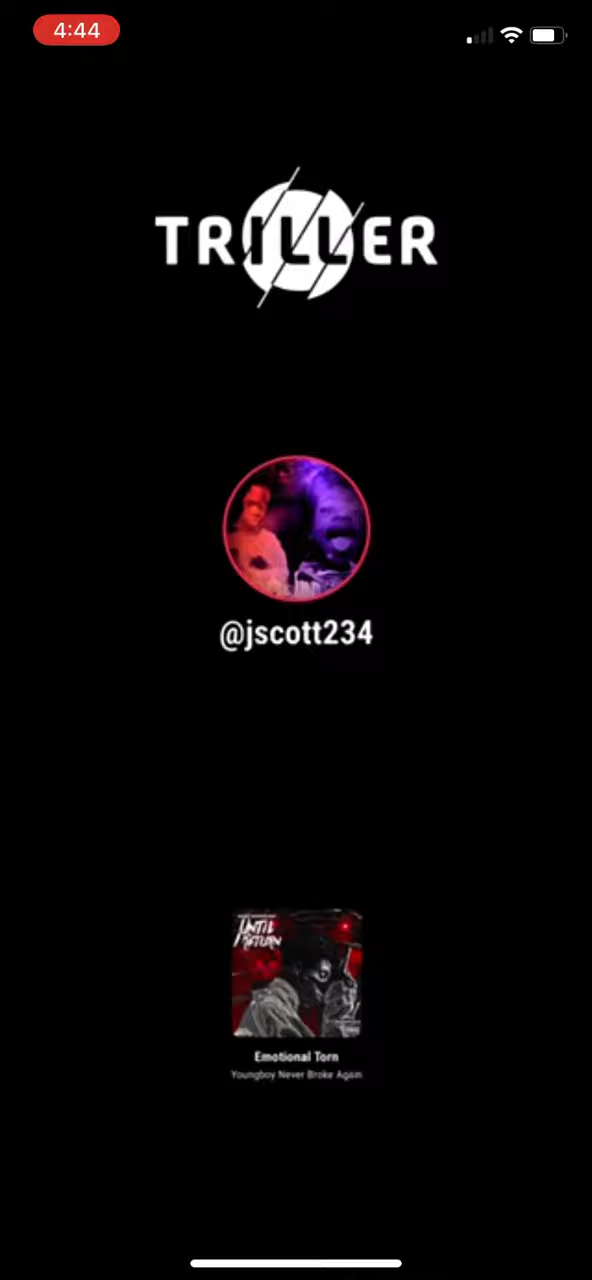 4:44
TRILLER
@jscott234
UNTIL
I RETURN
Emotional Torn
Youngboy Never Broke Again